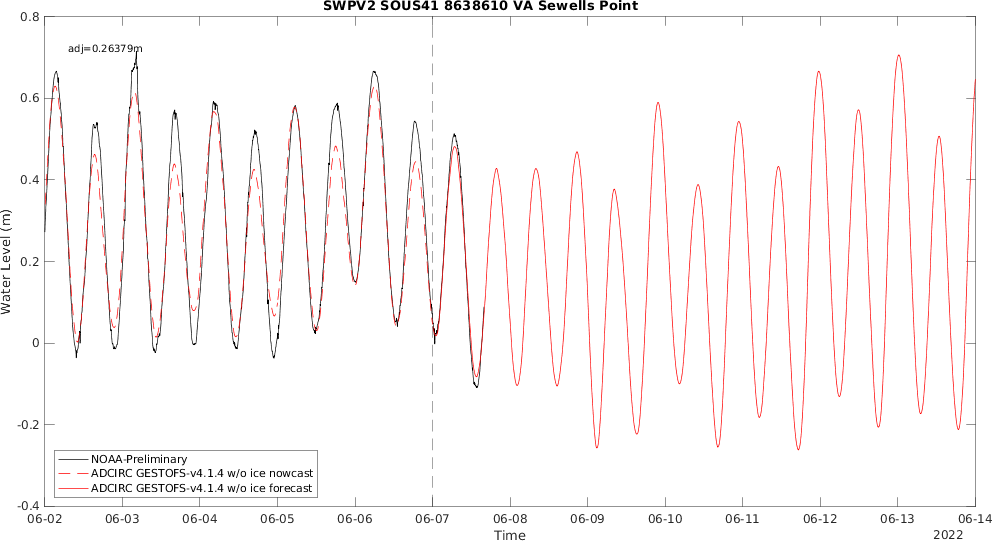 SWPV2 SOUS41 8638610 VA Sewells Point
adj=0.26379m
0.8
0.6
0.4
0.2
0
-0.2
-0.4
Water Level (m)
NOAA-Preliminary
ADCIRC GESTOFS-v4.1.4 w/o ice nowcast
ADCIRC GESTOFS-v4.1.4 w/o ice forecast
06-02 06-03 06-04 06-05 06-06 06-07 06-08 06-09 06-10 06-11 06-12 06-13 06-14
Time
2022